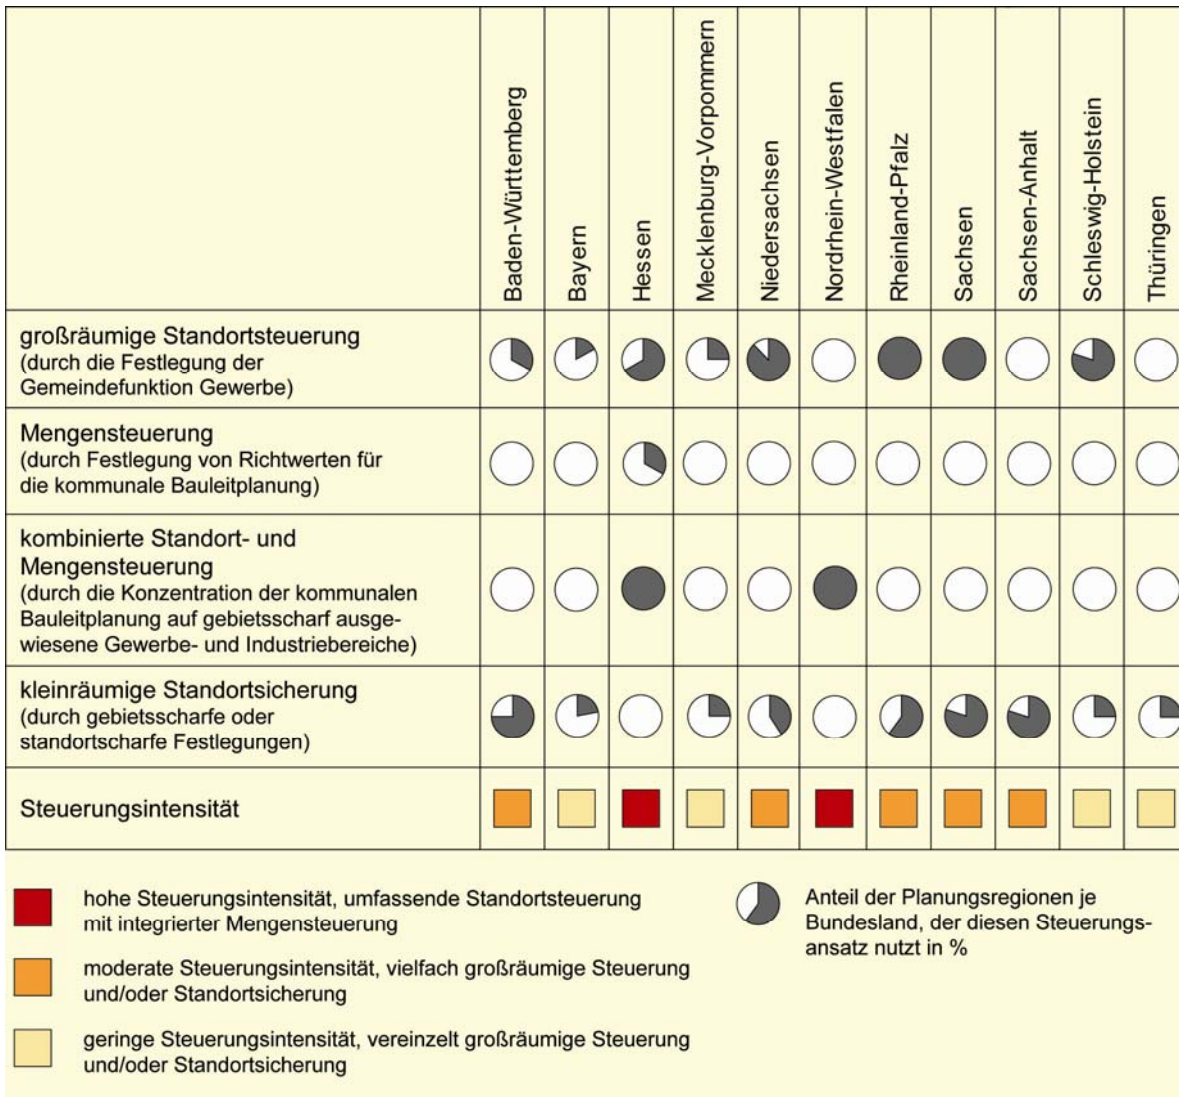 Baden-Württemberg
Bayern
Hessen
Mecklenburg-Vorpommern
Niedersachsen
Nordrhein-Westfalen
Rheinland-Pfalz
Sachsen
Sachsen-Anhalt
Schleswig-Holstein
Thüringen
großräumige Standortsteuerung
(durch die Festlegung der
Gemeindefunktion Gewerbe)
Mengensteuerung
(durch Festlegung von Richtwerten für
die kommunale Bauleitplanung)
kombinierte Standort- und
Mengensteuerung
(durch die Konzentration der kommunalen
Bauleitplanung auf gebietsscharf ausge-
wiesene Gewerbe- und Industriebereiche)
kleinräumige Standortsicherung
(durch gebietsscharfe oder
standortscharfe Festlegungen)
Steuerungsintensität
hohe Steuerungsintensität, umfassende Standortsteuerung
mit integrierter Mengensteuerung
moderate Steuerungsintensität, vielfach großräumige Steuerung
und/oder Standortsicherung
geringe Steuerungsintensität, vereinzelt großräumige Steuerung
und/oder Standortsicherung
Anteil der Planungsregionen je
Bundesland, der diesen Steuerungs-
ansatz nutzt in %